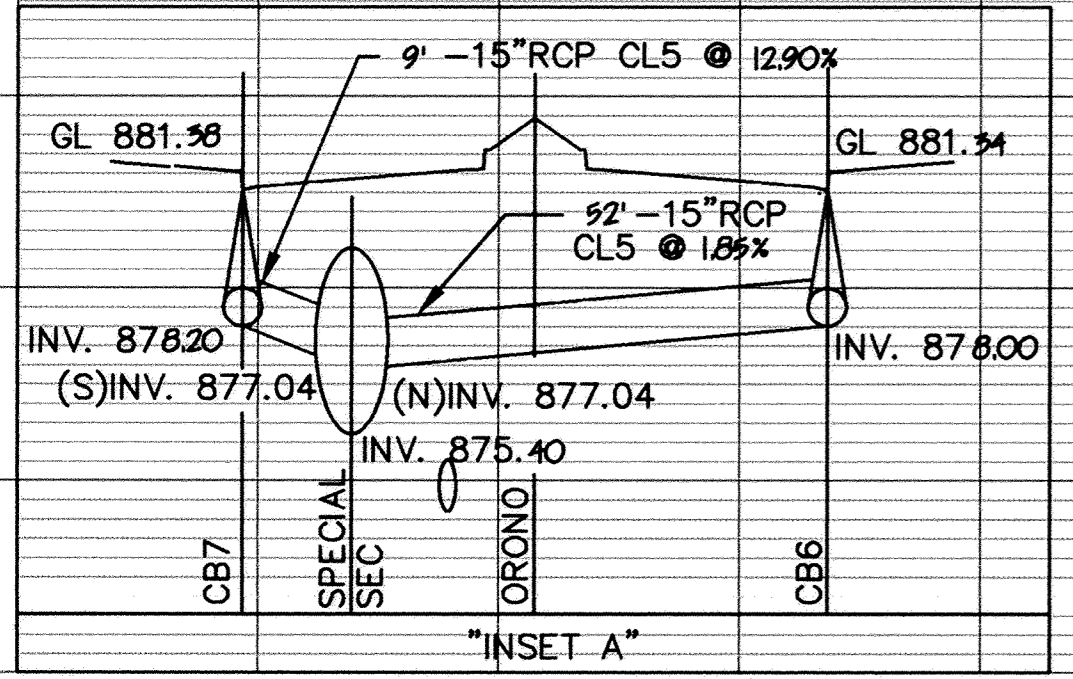 9' -15"RCP CL5 @ 12.90%
GL 881.38
GL 881.34
52' -15"RCP
CL5 @ 1.85%
INV. 878.20
INV. 878.00
(S)INV. 877.04
(N)INV. 877.04
INV. 875.40
CB7
SPECIAL
SEC
ORONO
CB6
"INSET A"